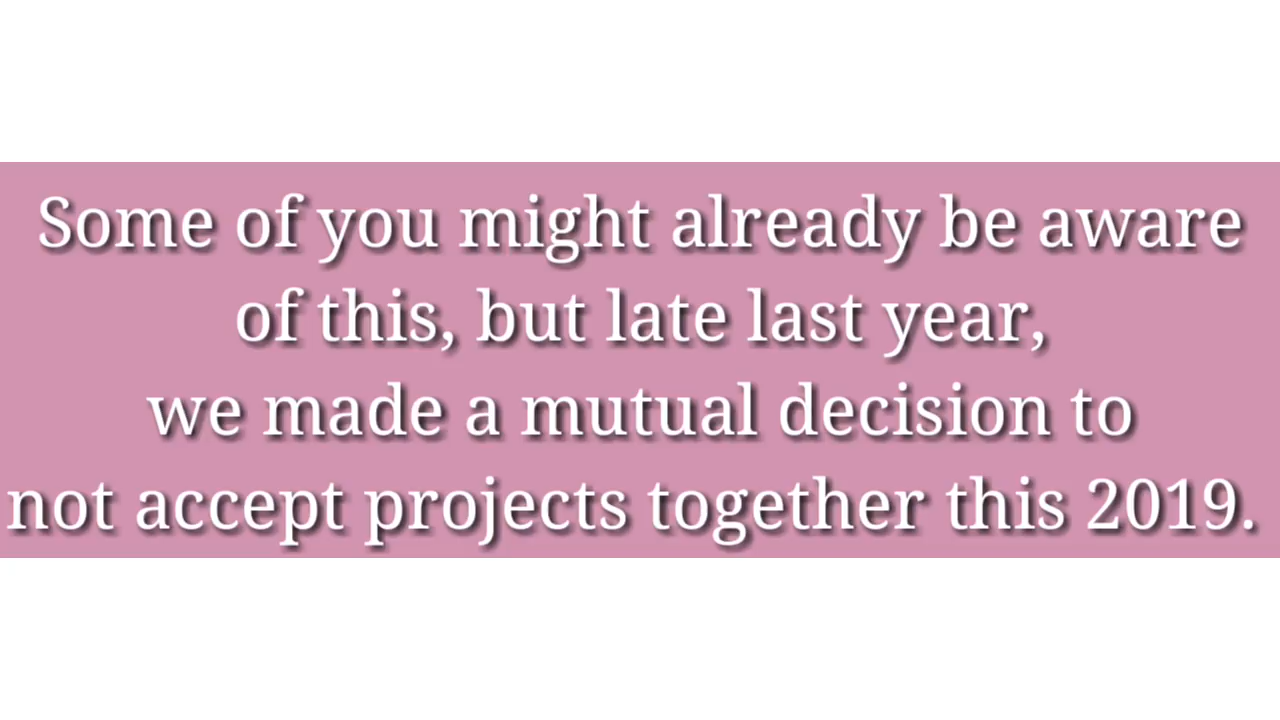 Some of you might already be aware
of this, but late last year,
we made a mutual decision to
not accept projects together this 2019.